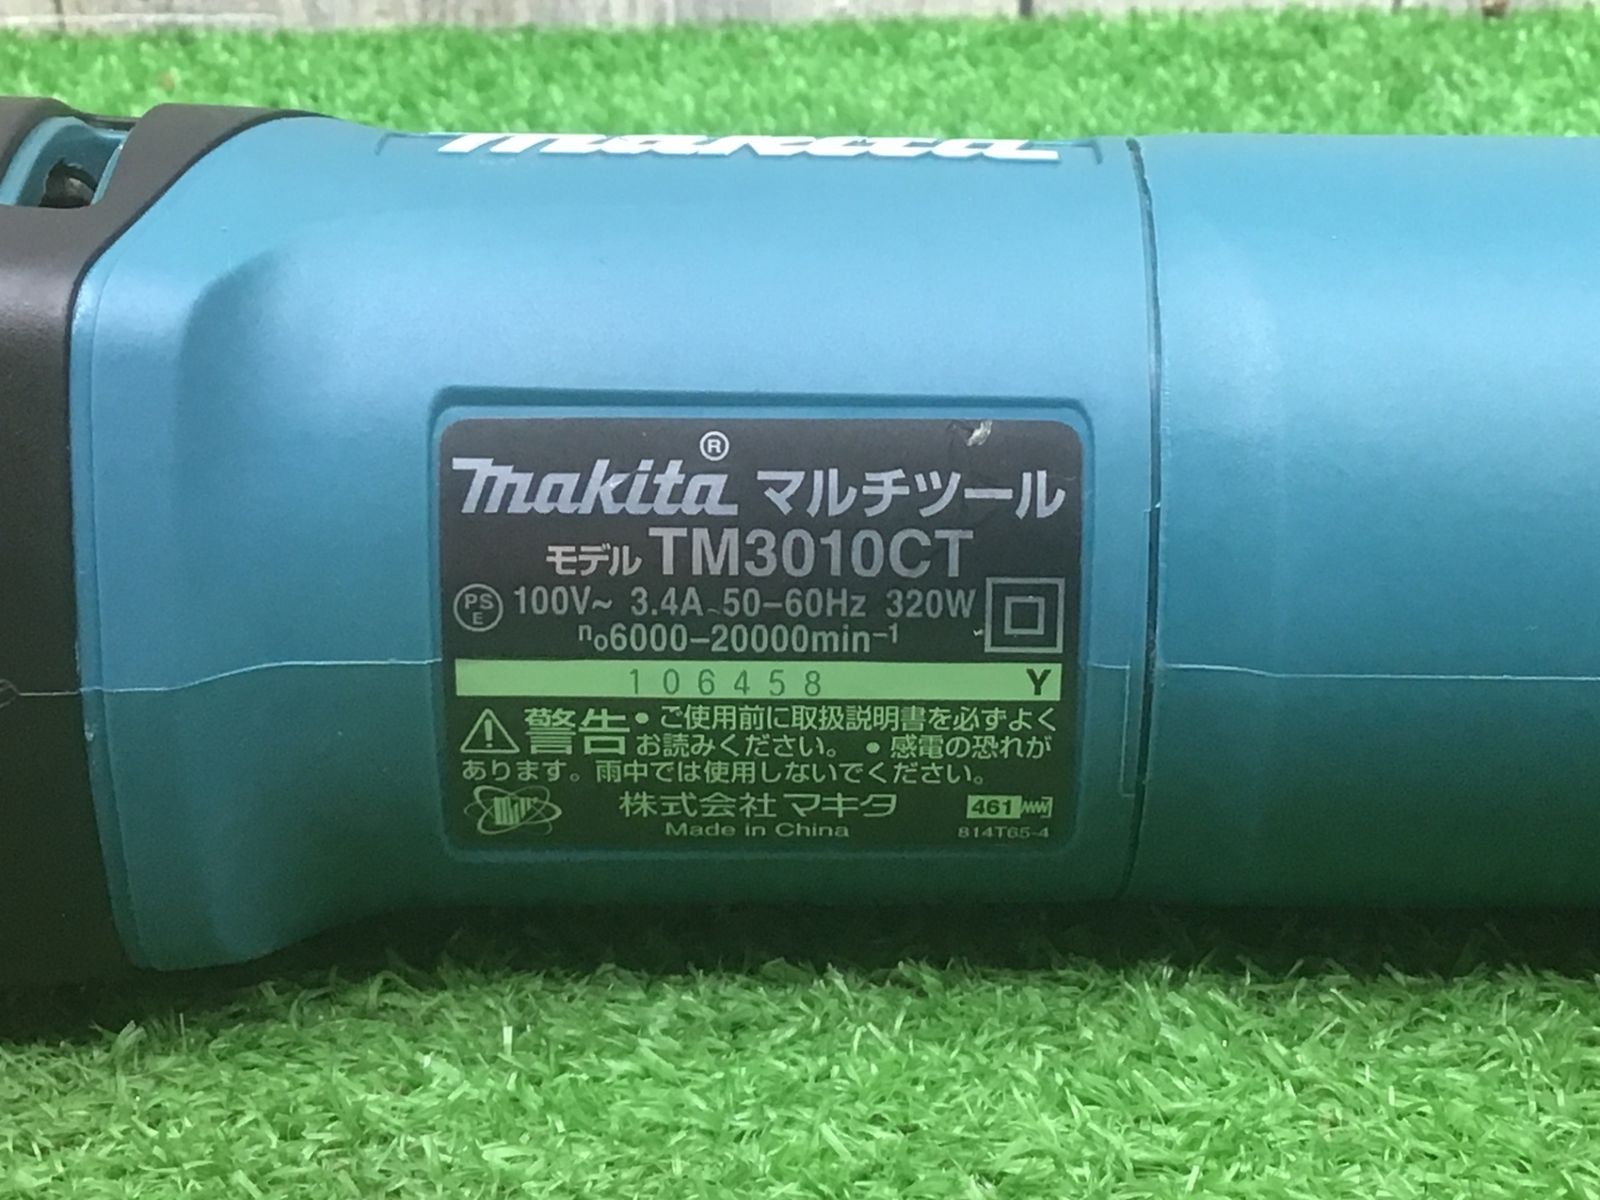 makita
makita® マルチツール
モデル TM3010CT
PSE 100V~ 3.4A 50-60Hz 320W
n₀6000-20000min⁻¹
106458 Y
⚠警告 • ご使用前に取扱説明書を必ずよく
お読みください。 • 感電の恐れが
あります。雨中では使用しないでください。
株式会社 マキタ 461
Made in China 814T65-4